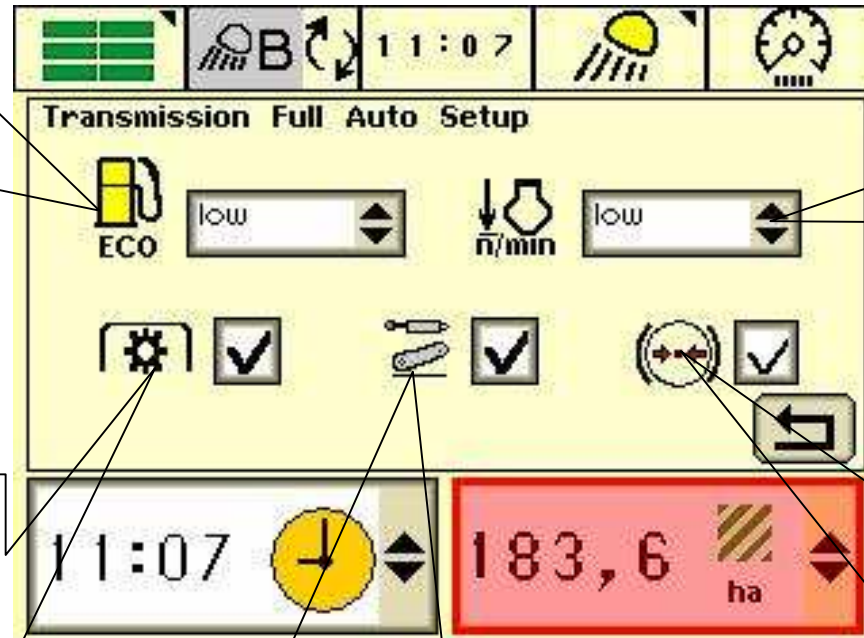 B 11:07
Transmission Full Auto Setup
low low
ECO n̄/min
11:07 183,6
ha